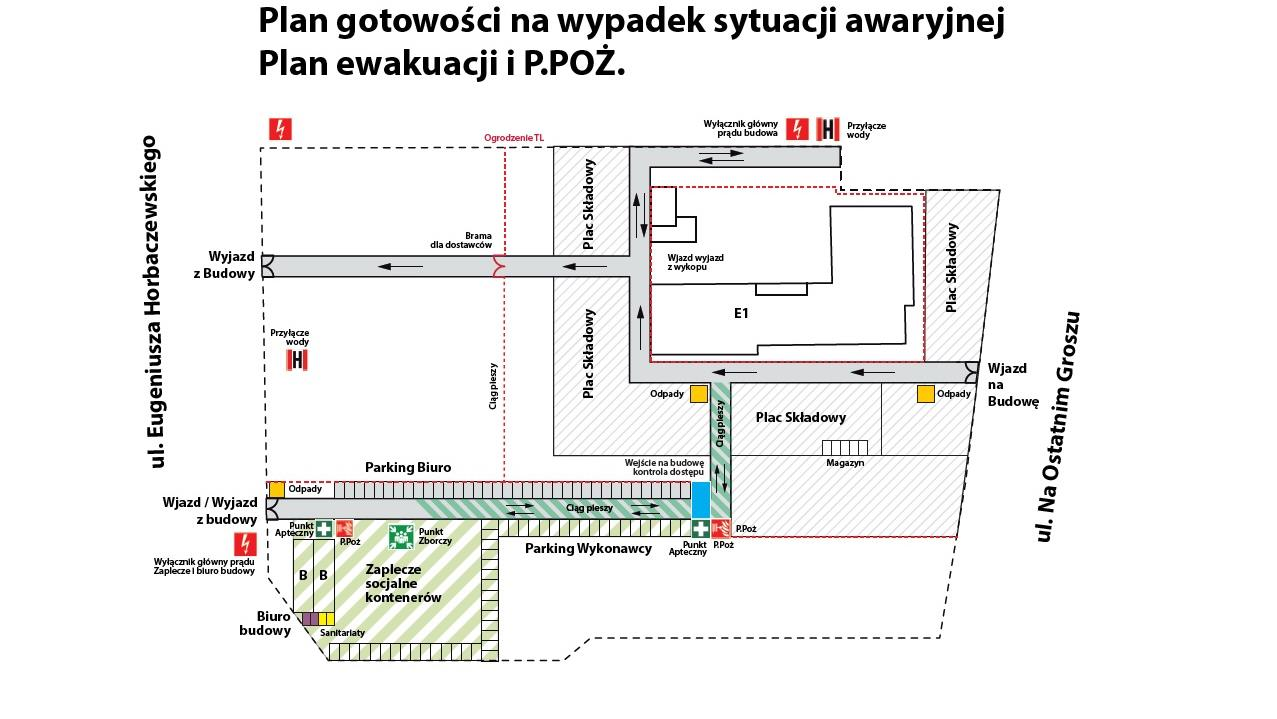 Plan gotowości na wypadek sytuacji awaryjnej
Plan ewakuacji i P.POŻ.
Wyłącznik główny
prądu budowa
H
Przyłącze
wody
Ogrodzenie TL
ul. Eugeniusza Horbaczewskiego
Plac Składowy
Brama
dla dostawców
Wyjazd
z Budowy
Wjazd wyjazd
z wykopu
Plac Składowy
E1
Plac Składowy
Przyłącze
wody
H
Ciąg pieszy
Wjazd
na
Budowę
ul. Na Ostatnim Groszu
Odpady
Odpady
Ciąg pieszy
Plac Składowy
Magazyn
Wejście na budowę
kontrola dostępu
Parking Biuro
Odpady
Wjazd / Wyjazd
z budowy
Ciąg pieszy
Punkt
Apteczny
P.Poż
Punkt
Zborczy
Parking Wykonawcy
Punkt
Apteczny
P.Poż
P.Poż
Wyłącznik główny prądu
Zaplecze i biuro budowy
B
B
Zaplecze
socjalne
kontenerów
Biuro
budowy
Sanitariaty